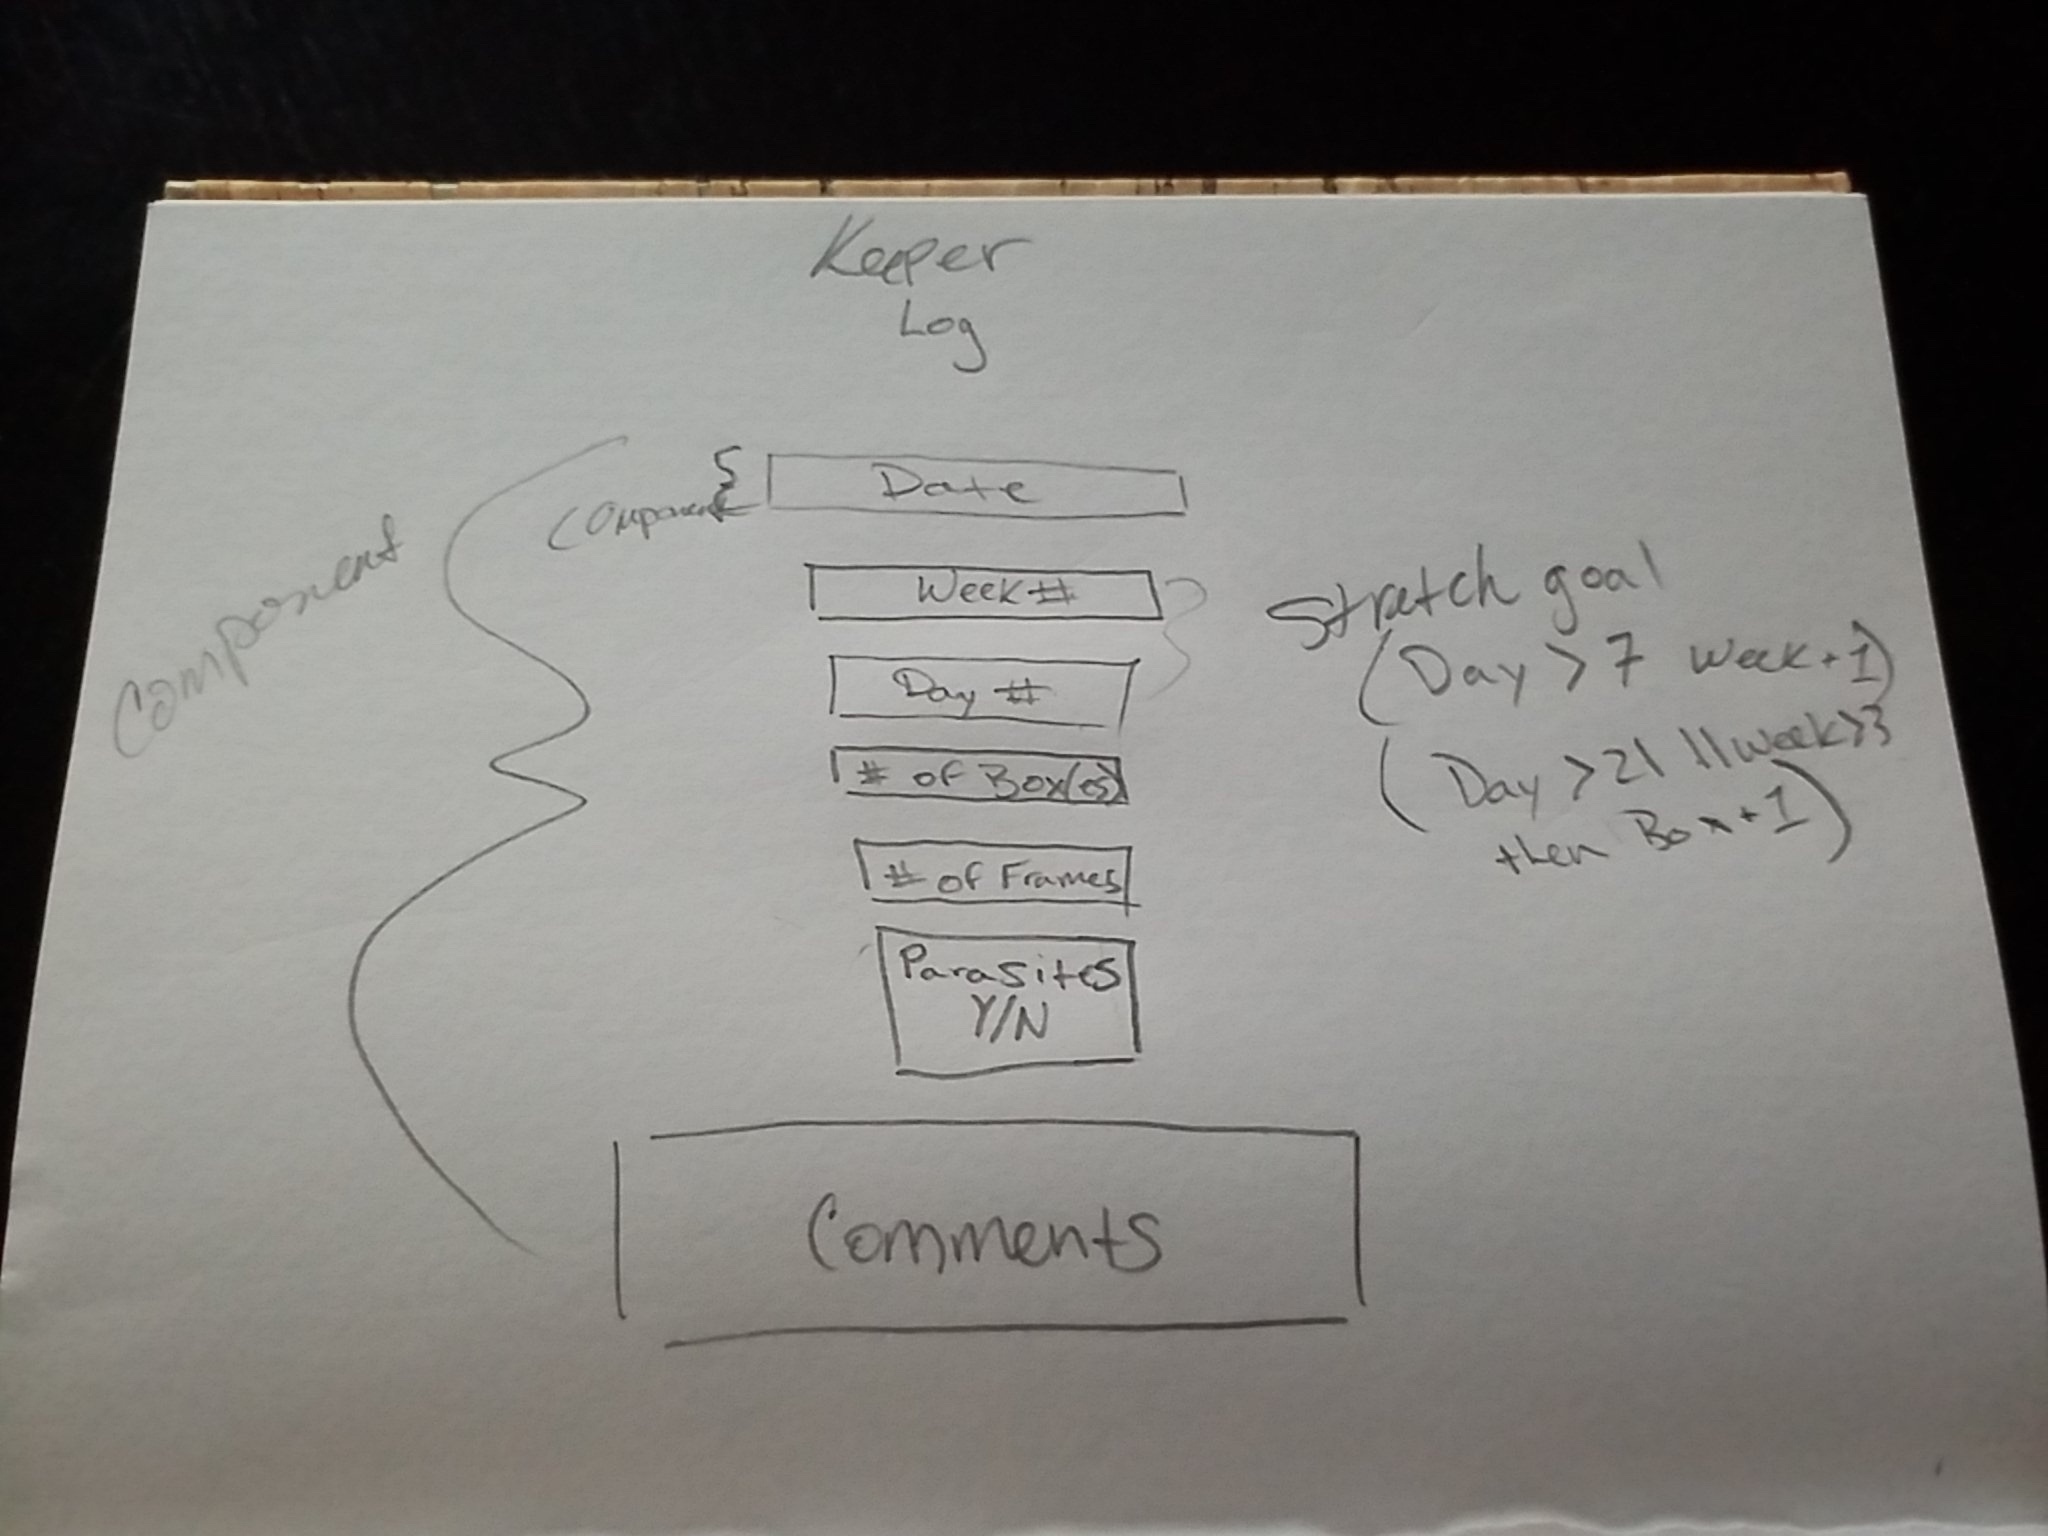 Keeper
Log
Date
Component
Component
Week #
Day #
# of Box(es)
# of Frames
Parasites
Y/N
Comments
Stretch goal
(Day > 7 week + 1)
(Day > 21 || week > 3
then Box + 1)